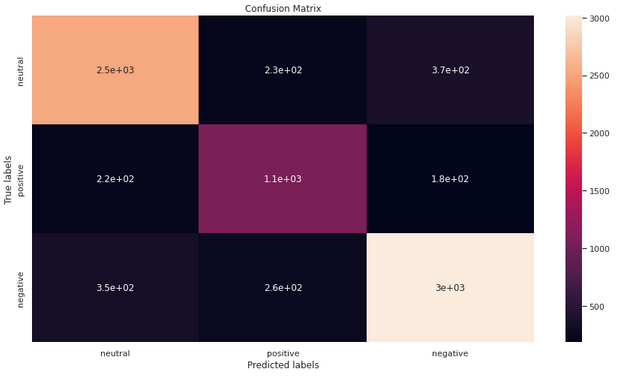 Confusion Matrix
neutral
2.5e+03
2.3e+02
3.7e+02
positive
2.2e+02
1.1e+03
1.8e+02
negative
3.5e+02
2.6e+02
3e+03
True labels
neutral
positive
negative
Predicted labels
3000
2500
2000
1500
1000
500